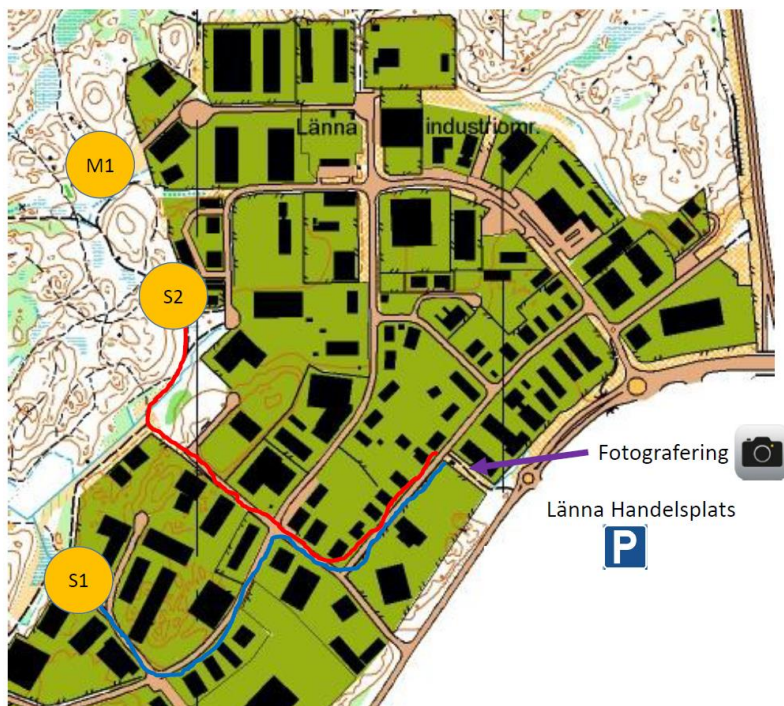 Länna industriomr.
M1
S2
Fotografering
Länna Handelsplats
P
S1